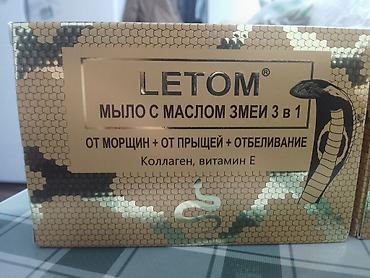 LETOM®
МЫЛО С МАСЛОМ ЗМЕИ 3 в 1
ОТ МОРЩИН + ОТ ПРЫЩЕЙ + ОТБЕЛИВАНИЕ
Коллаген, витамин Е